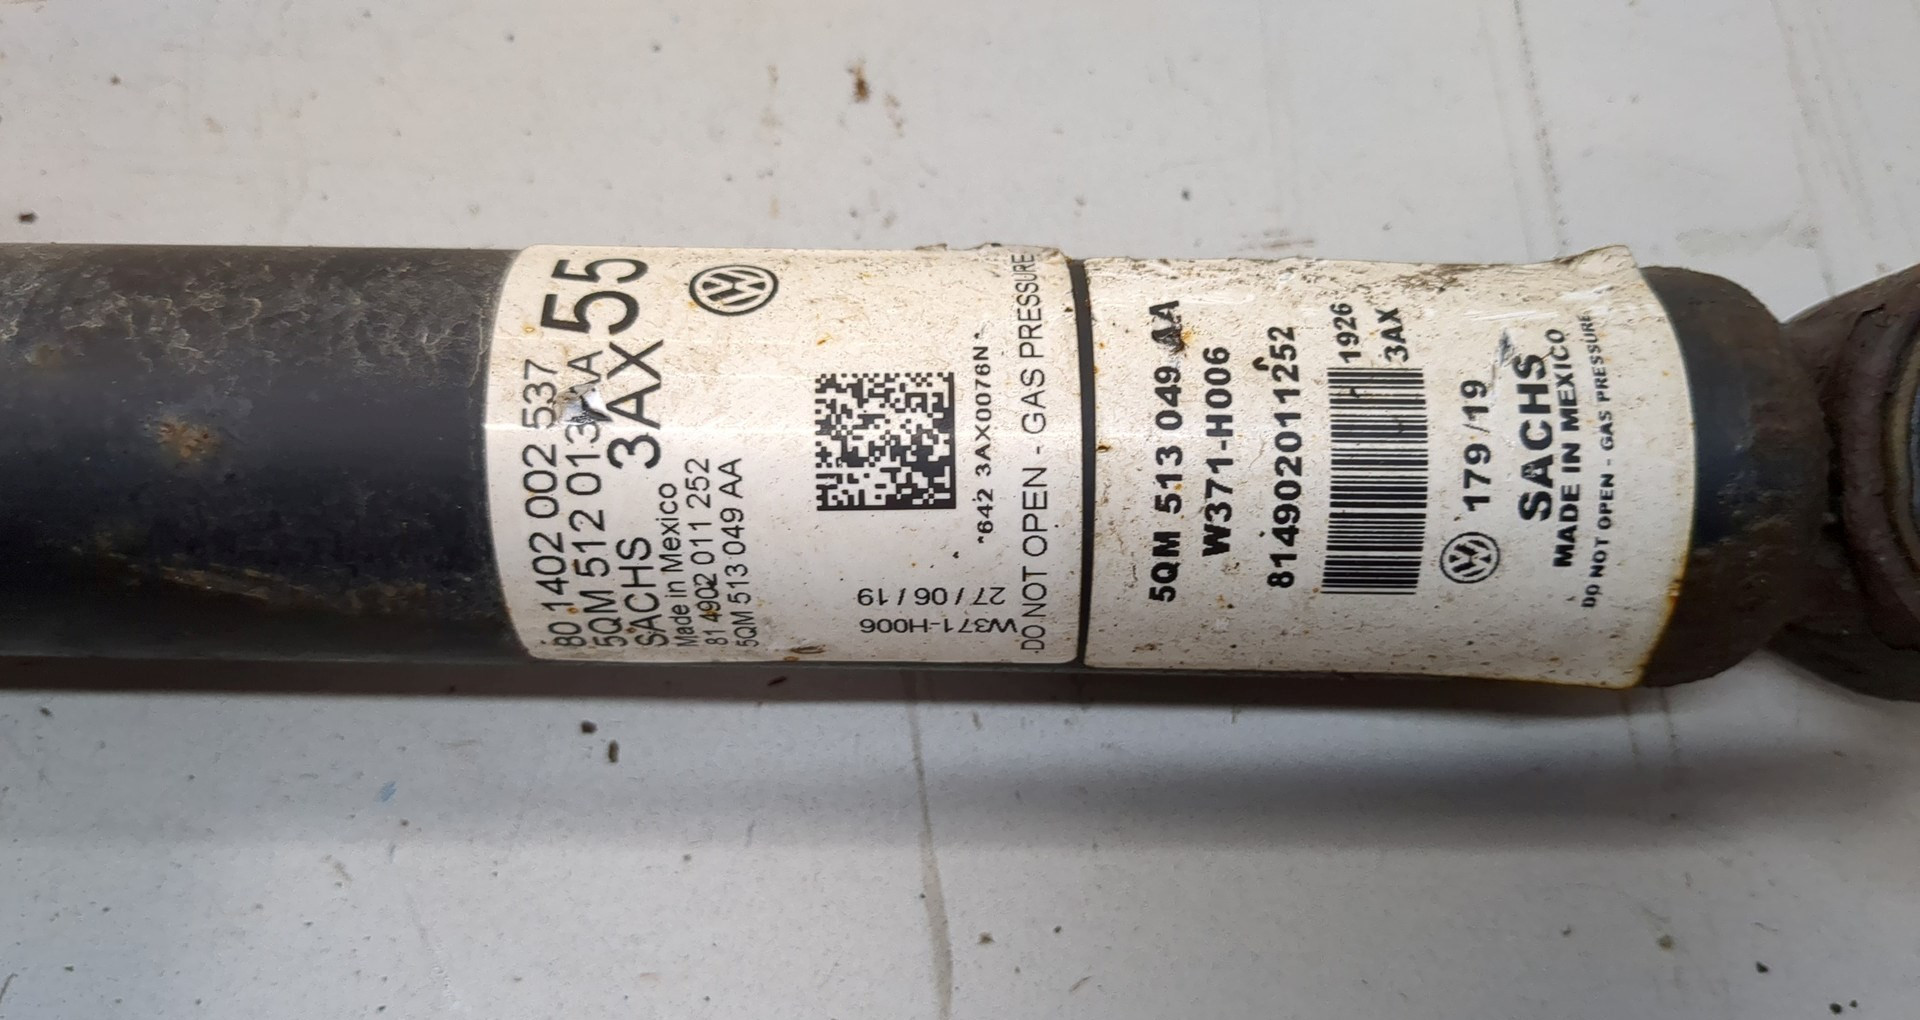 80 1402 002 537
5QM 512 013 AA 55
SACHS 3AX
Made in Mexico
81 4902 011 252
5QM 513 049 AA
*642 3AX0076N*
DO NOT OPEN - GAS PRESSURE
W371-H006
27/06/19
5QM 513 049 AA
W371-H006
814902011252
1926
3AX
179/19
SACHS
MADE IN MEXICO
DO NOT OPEN - GAS PRESSURE